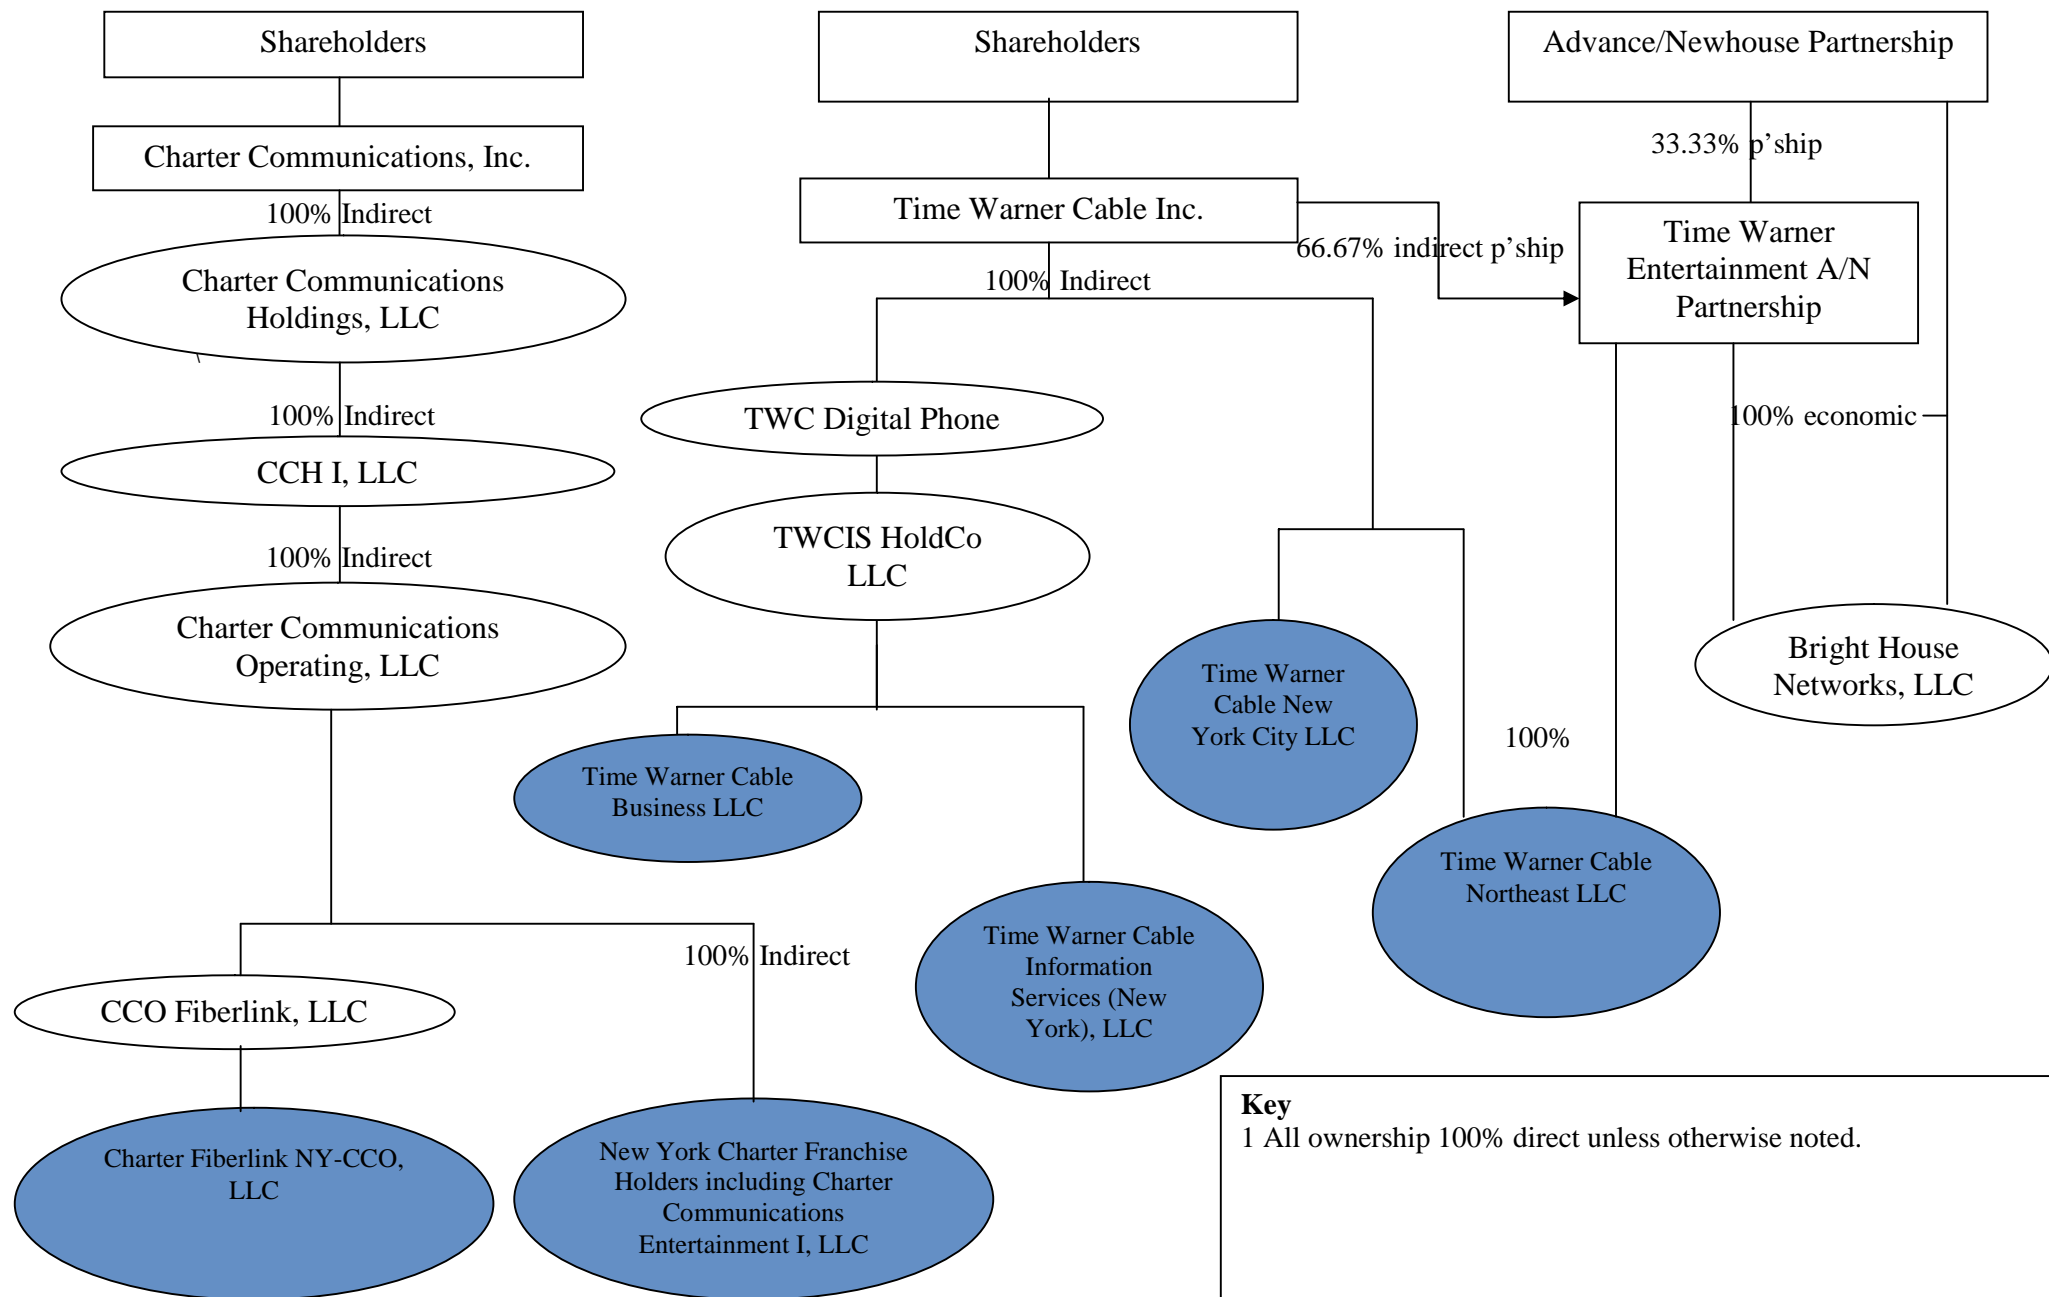 Shareholders
Charter Communications, Inc.
100% Indirect
Charter Communications
Holdings, LLC
100% Indirect
CCH I, LLC
100% Indirect
Charter Communications
Operating, LLC
CCO Fiberlink, LLC
100% Indirect
Charter Fiberlink NY-CCO,
LLC
New York Charter Franchise
Holders including Charter
Communications
Entertainment I, LLC
Shareholders
Time Warner Cable Inc.
66.67% indirect p’ship
100% Indirect
TWC Digital Phone
TWCIS HoldCo
LLC
Time Warner Cable
Business LLC
Time Warner Cable
Information
Services (New
York), LLC
Time Warner
Cable New
York City LLC
100%
Time Warner Cable
Northeast LLC
Advance/Newhouse Partnership
33.33% p’ship
Time Warner
Entertainment A/N
Partnership
100% economic
Bright House
Networks, LLC
Key
1 All ownership 100% direct unless otherwise noted.